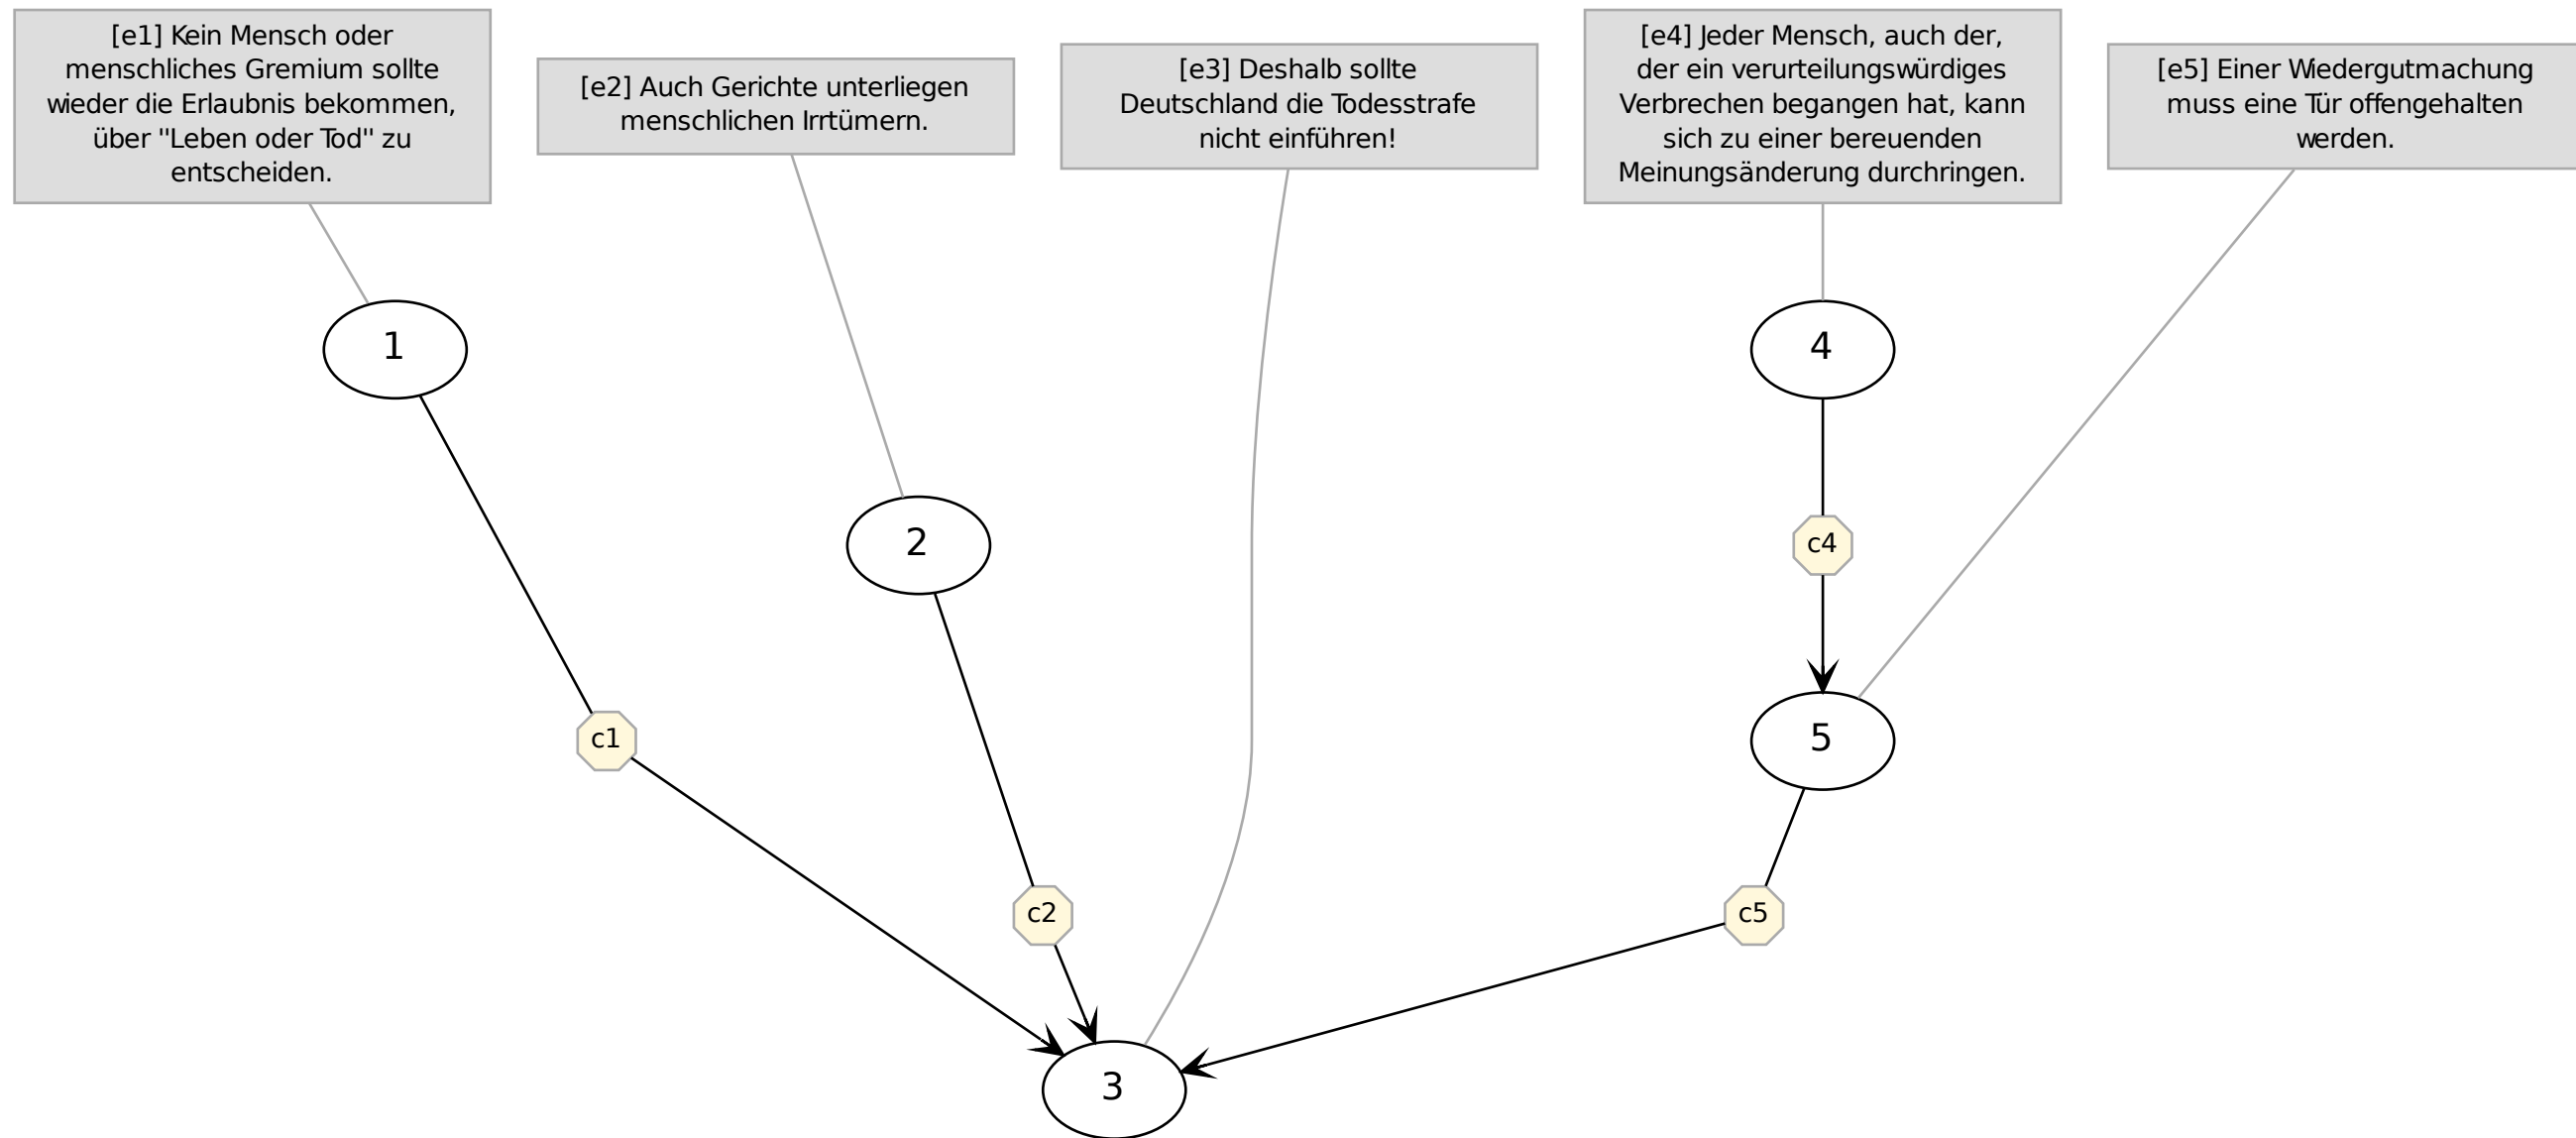 [e1] Kein Mensch oder
menschliches Gremium sollte
wieder die Erlaubnis bekommen,
über "Leben oder Tod" zu
entscheiden.
[e2] Auch Gerichte unterliegen
menschlichen Irrtümern.
[e3] Deshalb sollte
Deutschland die Todesstrafe
nicht einführen!
[e4] Jeder Mensch, auch der,
der ein verurteilungswürdiges
Verbrechen begangen hat, kann
sich zu einer bereuenden
Meinungsänderung durchringen.
[e5] Einer Wiedergutmachung
muss eine Tür offengehalten
werden.
1
4
2
c4
c1
5
c2
c5
3